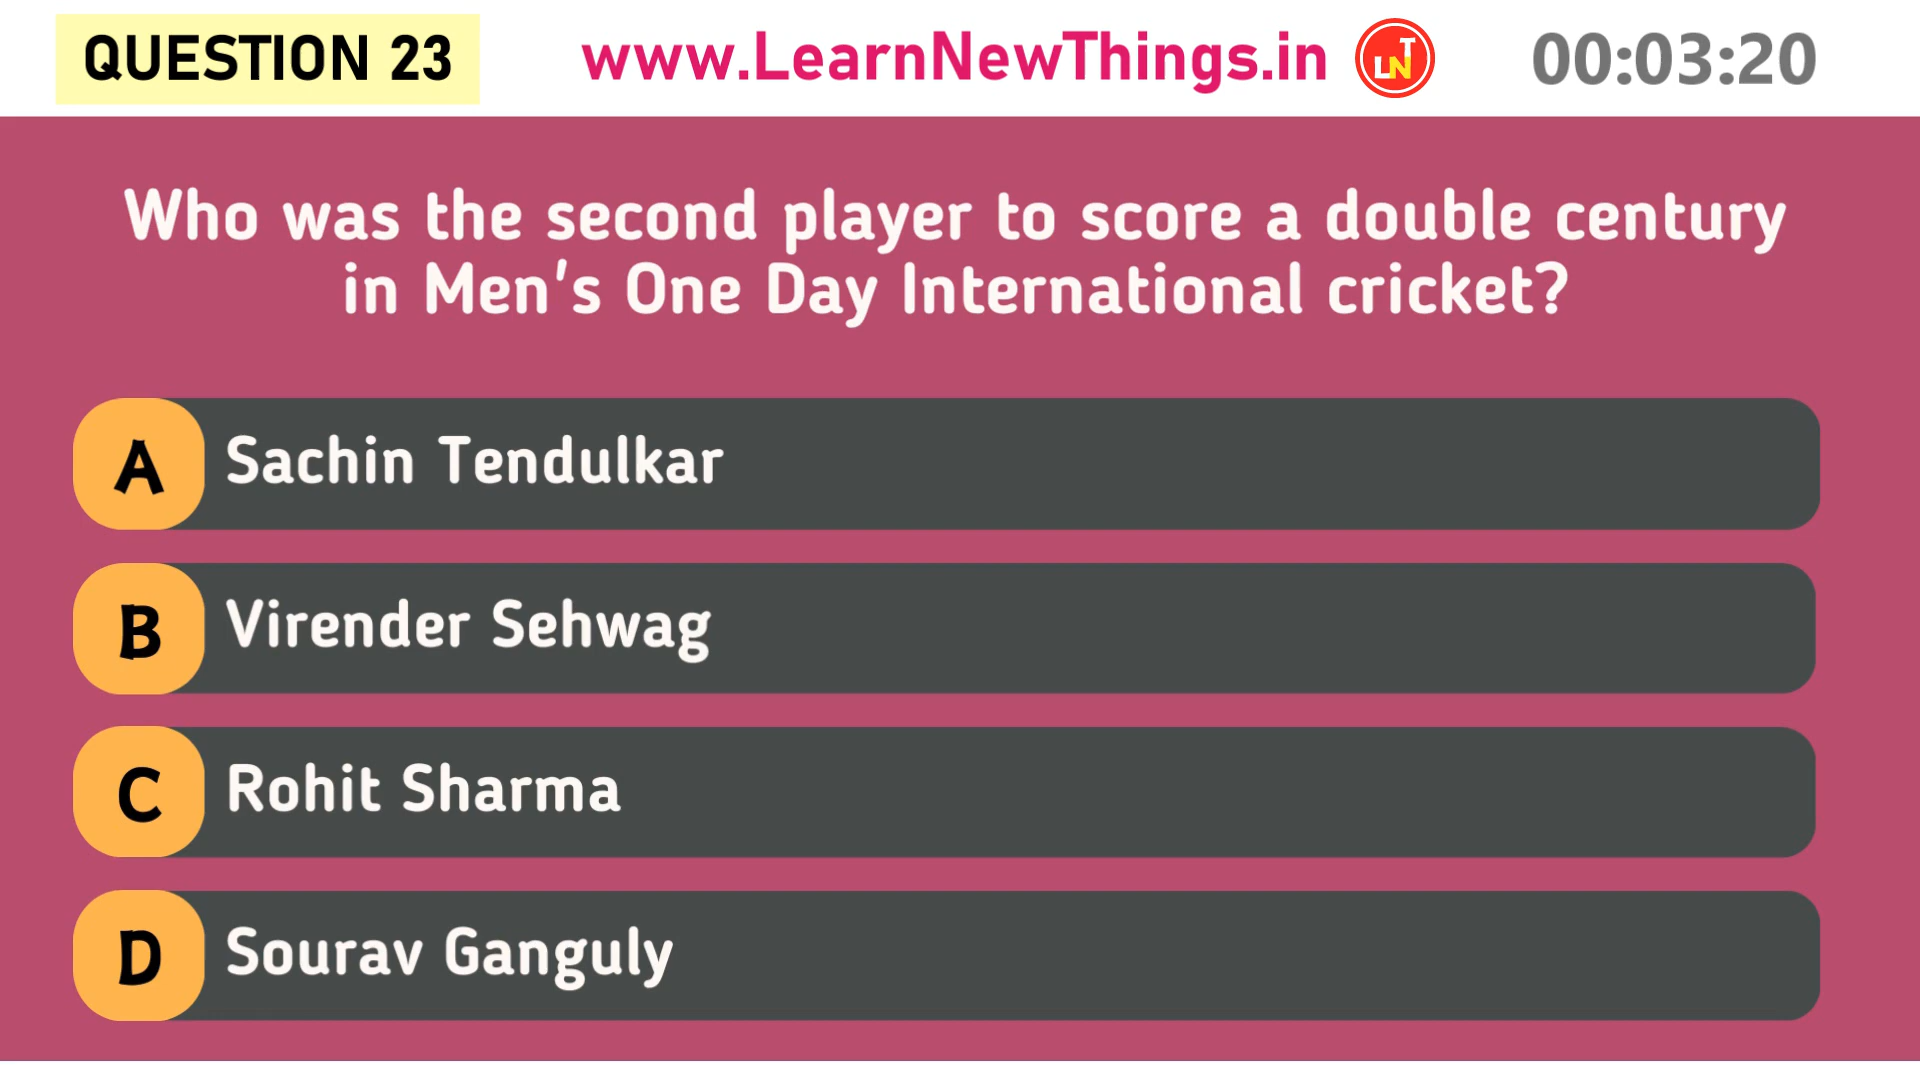 QUESTION 23
www.LearnNewThings.in
LNT
00:03:20
Who was the second player to score a double century
in Men's One Day International cricket?
A Sachin Tendulkar
B Virender Sehwag
C Rohit Sharma
D Sourav Ganguly